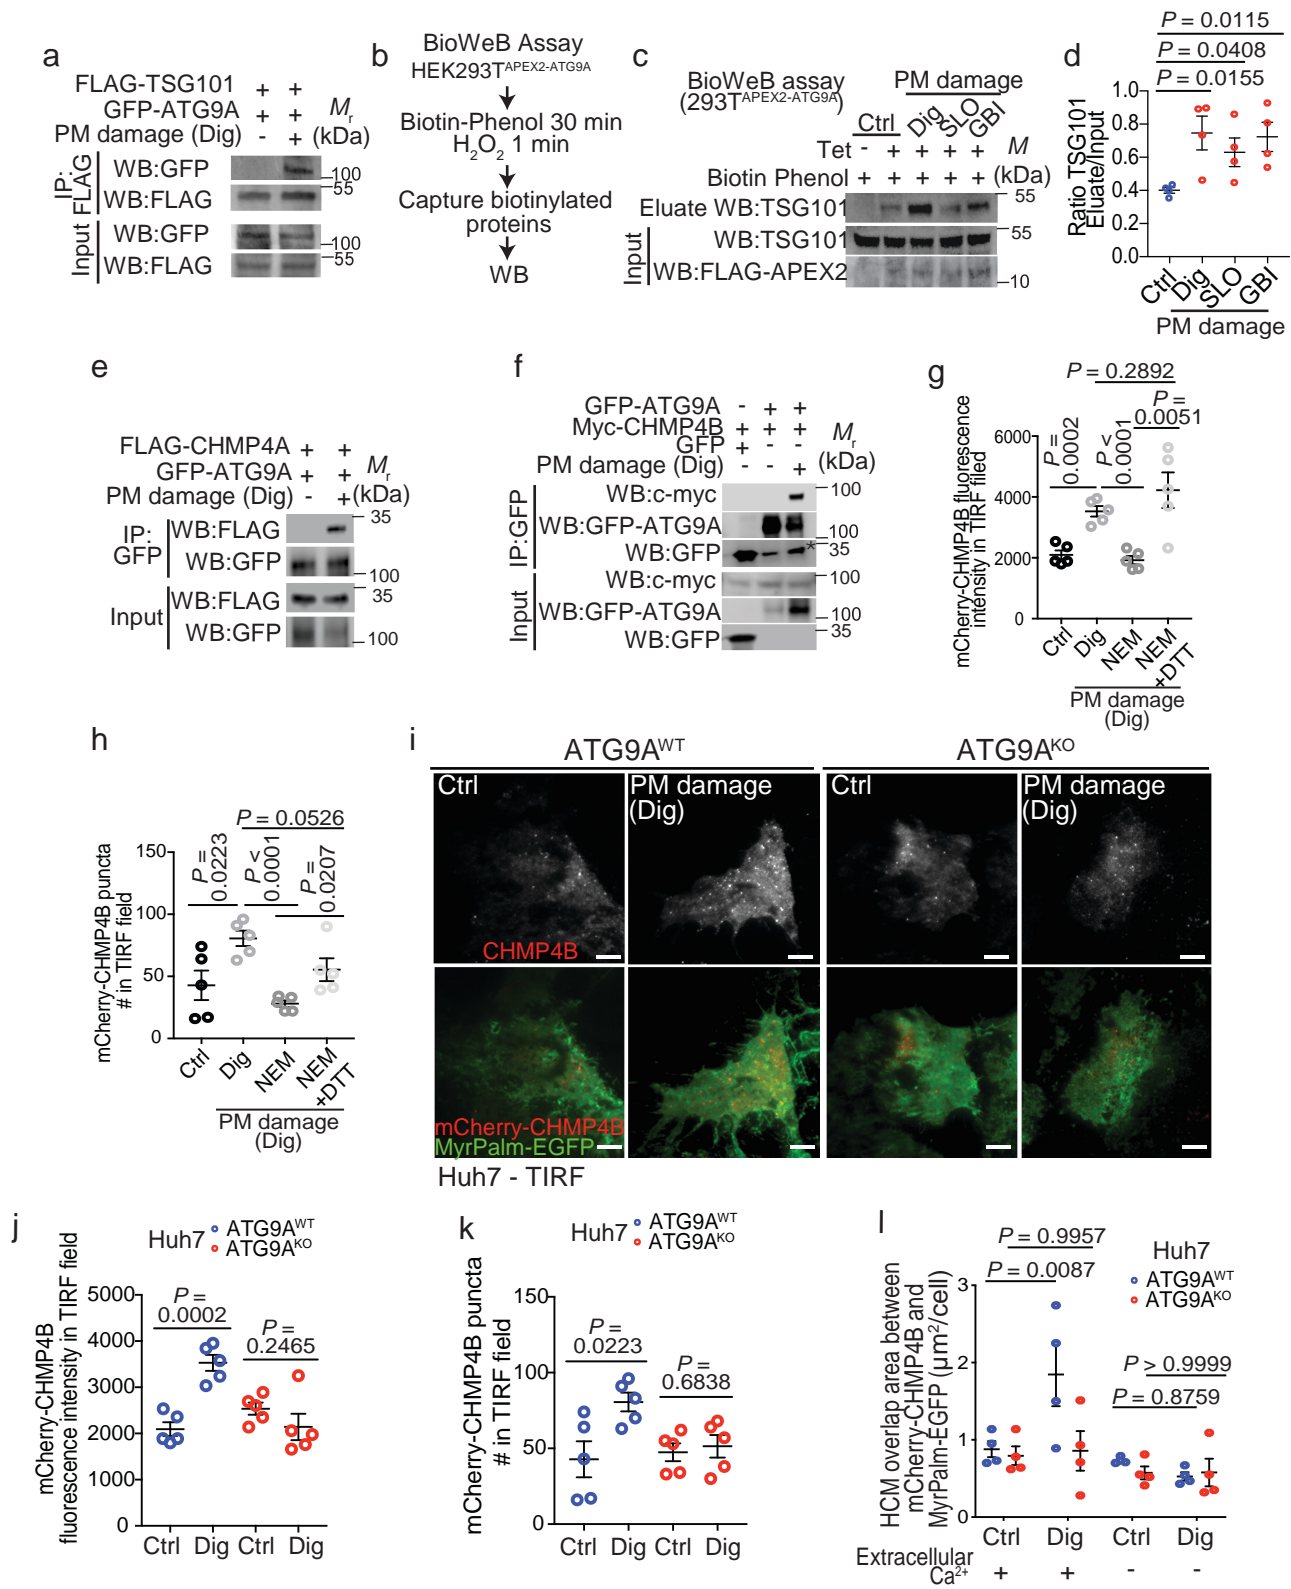 a
FLAG-TSG101 + +
GFP-ATG9A + +
PM damage (Dig) - +
Mr (kDa)
IP: FLAG
WB:GFP 100
WB:FLAG 55
Input
WB:GFP 100
WB:FLAG 55
b
BioWeB Assay
HEK293T^APEX2-ATG9A
Biotin-Phenol 30 min
H2O2 1 min
Capture biotinylated
proteins
WB
c
BioWeB assay
(293T^APEX2-ATG9A)
PM damage
Ctrl Dig SLO GBI
Tet - + + + +
Biotin Phenol + + + + +
M (kDa)
Eluate WB:TSG101 55
Input
WB:TSG101 55
WB:FLAG-APEX2 10
d
P = 0.0115
P = 0.0408
P = 0.0155
Ratio TSG101
Eluate/Input
1.0
0.8
0.6
0.4
0.2
0.0
Ctrl Dig SLO GBI
PM damage
e
FLAG-CHMP4A + +
GFP-ATG9A + +
PM damage (Dig) - +
Mr (kDa)
IP: GFP
WB:FLAG 35
WB:GFP 100
Input
WB:FLAG 35
WB:GFP 100
f
GFP-ATG9A - + +
Myc-CHMP4B + + +
GFP + - -
PM damage (Dig) - - +
Mr (kDa)
IP:GFP
WB:c-myc 100
WB:GFP-ATG9A 100
WB:GFP * 35
Input
WB:c-myc 100
WB:GFP-ATG9A 100
WB:GFP 35
g
P = 0.2892
P = 0.0051
P = 0.0002
P < 0.0001
mCherry-CHMP4B fluorescence
intensity in TIRF filed
6000
4000
2000
0
Ctrl Dig NEM NEM +DTT
PM damage
(Dig)
h
P = 0.0526
P = 0.0223
P < 0.0001
P = 0.0207
mCherry-CHMP4B puncta
# in TIRF field
150
100
50
0
Ctrl Dig NEM NEM +DTT
PM damage
(Dig)
i
ATG9A^WT ATG9A^KO
Ctrl PM damage (Dig) Ctrl PM damage (Dig)
CHMP4B
mCherry-CHMP4B
MyrPalm-EGFP
Huh7 - TIRF
j
Huh7 ATG9A^WT
ATG9A^KO
P = 0.0002
P = 0.2465
mCherry-CHMP4B
fluorescence intensity in TIRF field
5000
4000
3000
2000
1000
0
Ctrl Dig Ctrl Dig
k
Huh7 ATG9A^WT
ATG9A^KO
P = 0.0223
P = 0.6838
mCherry-CHMP4B puncta
# in TIRF field
150
100
50
0
Ctrl Dig Ctrl Dig
l
P = 0.9957
P = 0.0087
Huh7
ATG9A^WT
ATG9A^KO
P > 0.9999
P = 0.8759
HCM overlap area between
mCherry-CHMP4B and
MyrPalm-EGFP (μm²/cell)
3
2
1
0
Ctrl Dig Ctrl Dig
Extracellular Ca²⁺ + + - -